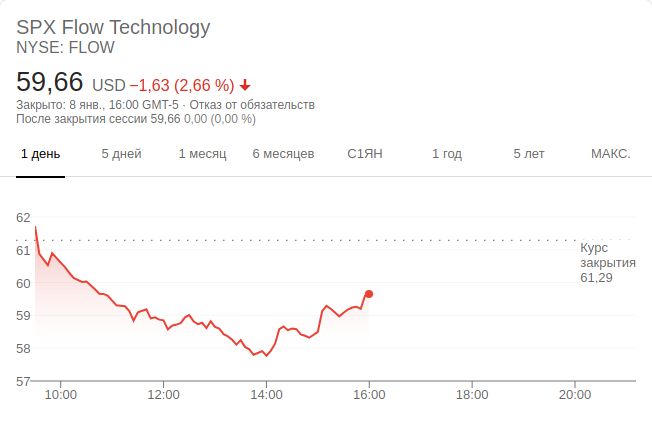 SPX Flow Technology
NYSE: FLOW
59,66 USD −1,63 (2,66 %)
Закрыто: 8 янв., 16:00 GMT-5 · Отказ от обязательств
После закрытия сессии 59,66 0,00 (0,00 %)
1 день 5 дней 1 месяц 6 месяцев С1ЯН 1 год 5 лет МАКС.
62
61
60
59
58
57
Курс
закрытия
61,29
10:00 12:00 14:00 16:00 18:00 20:00